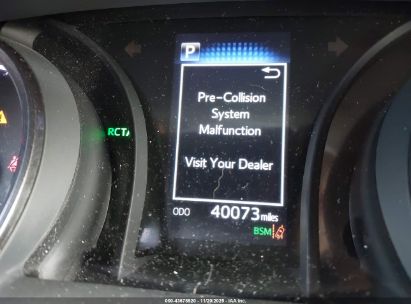 P
Pre-Collision
System
Malfunction
Visit Your Dealer
RCTA
ODO 40073 miles
BSM